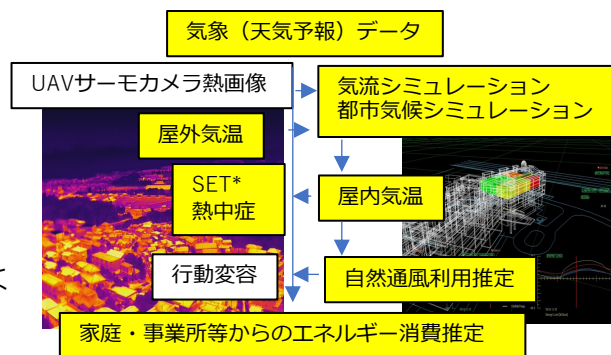 気象（天気予報）データ
UAVサーモカメラ熱画像
気流シミュレーション
都市気候シミュレーション
屋外気温
SET*
熱中症
屋内気温
行動変容
自然通風利用推定
家庭・事業所等からのエネルギー消費推定